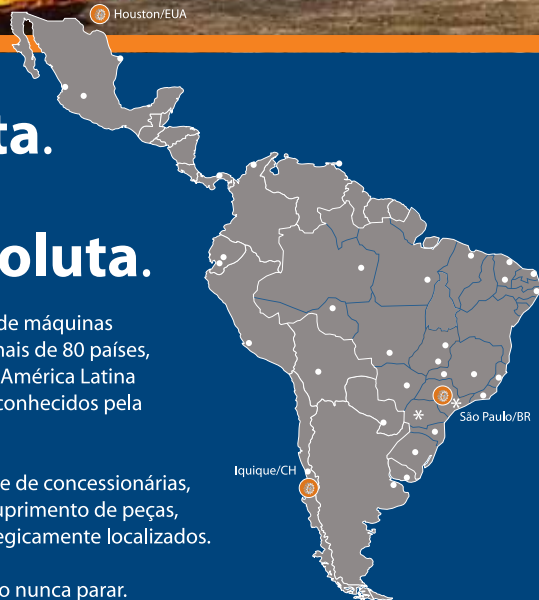 Houston/EUA
ta.
oluta.
de máquinas
nais de 80 países,
América Latina
conhecidos pela
São Paulo/BR
Iquique/CH
e de concessionárias,
uprimento de peças,
egicamente localizados.
o nunca parar.